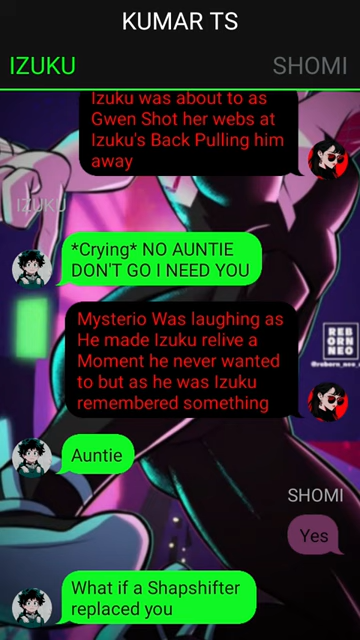 KUMAR TS
IZUKU
SHOMI
Izuku was about to as
Gwen Shot her webs at
Izuku's Back Pulling him
away
IZUKU
*Crying* NO AUNTIE
DON'T GO I NEED YOU
Mysterio Was laughing as
He made Izuku relive a
Moment he never wanted
to but as he was Izuku
remembered something
REB
ORN
NEO
Auntie
SHOMI
Yes
What if a Shapshifter
replaced you